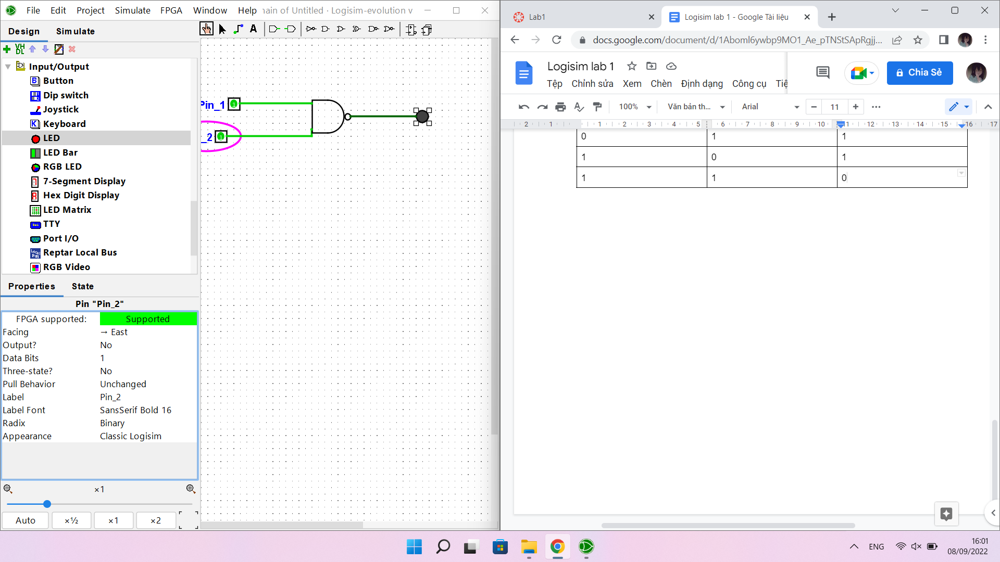 File Edit Project Simulate FPGA Window Help
main of Untitled · Logisim-evolution v
Design Simulate
VH
DL
Input/Output
Button
Dip switch
Joystick
Keyboard
LED
LED Bar
RGB LED
7-Segment Display
Hex Digit Display
LED Matrix
TTY
Port I/O
Reptar Local Bus
RGB Video
Properties State
Pin "Pin_2"
FPGA supported: Supported
Facing → East
Output? No
Data Bits 1
Three-state? No
Pull Behavior Unchanged
Label Pin_2
Label Font SansSerif Bold 16
Radix Binary
Appearance Classic Logisim
×1
Auto ×½ ×1 ×2
A
Pin_1 1
_2 1
Lab1
Logisim lab 1 - Google Tài liệu
docs.google.com/document/d/1Aboml6ywbp9MO1_Ae_pTNStSApRgjj...
Logisim lab 1
Tệp Chỉnh sửa Xem Chèn Định dạng Công cụ Tiệ
Chia Sẻ
100% Văn bản th... Arial 11
2 1 1 2 3 4 5 6 7 8 9 10 11 12 13 14 15 16 17
0 1 1
1 0 1
1 1 0
ENG
16:01
08/09/2022